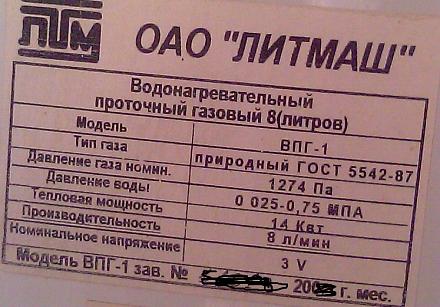 ЛТМ ОАО "ЛИТМАШ"
Водонагревательный
проточный газовый 8(литров)
Модель ВПГ-1
Тип газа природный ГОСТ 5542-87
Давление газа номин. 1274 Па
Давление воды 0 025-0,75 МПА
Тепловая мощность 14 Квт
Производительность 8 л/мин
Номинальное напряжение 3 V
Модель ВПГ-1 зав. № 200 г. мес.